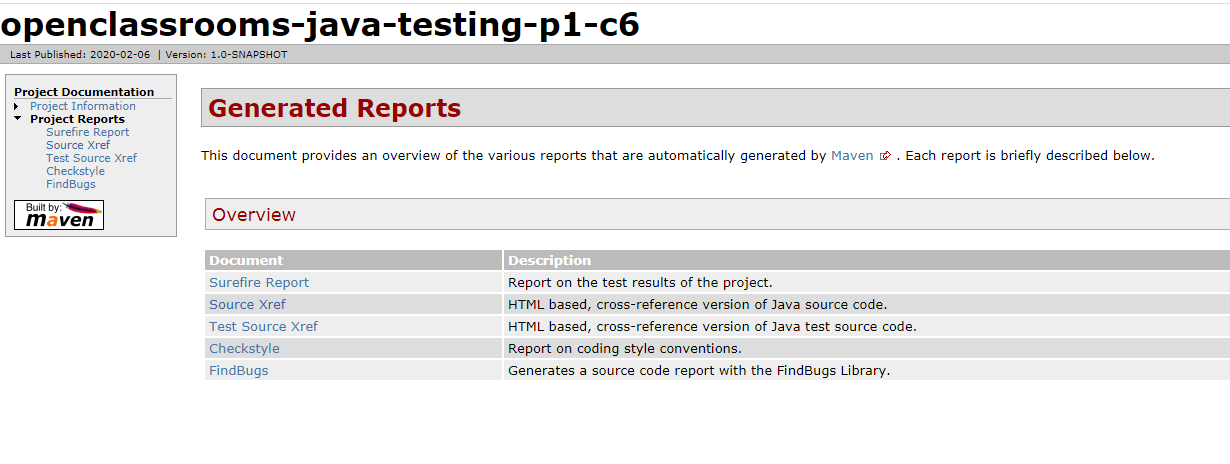 openclassrooms-java-testing-p1-c6
Last Published: 2020-02-06 | Version: 1.0-SNAPSHOT
Project Documentation
Project Information
Project Reports
Surefire Report
Source Xref
Test Source Xref
Checkstyle
FindBugs
Built by:
maven
Generated Reports
This document provides an overview of the various reports that are automatically generated by Maven . Each report is briefly described below.
Overview
Document Description
Surefire Report Report on the test results of the project.
Source Xref HTML based, cross-reference version of Java source code.
Test Source Xref HTML based, cross-reference version of Java test source code.
Checkstyle Report on coding style conventions.
FindBugs Generates a source code report with the FindBugs Library.